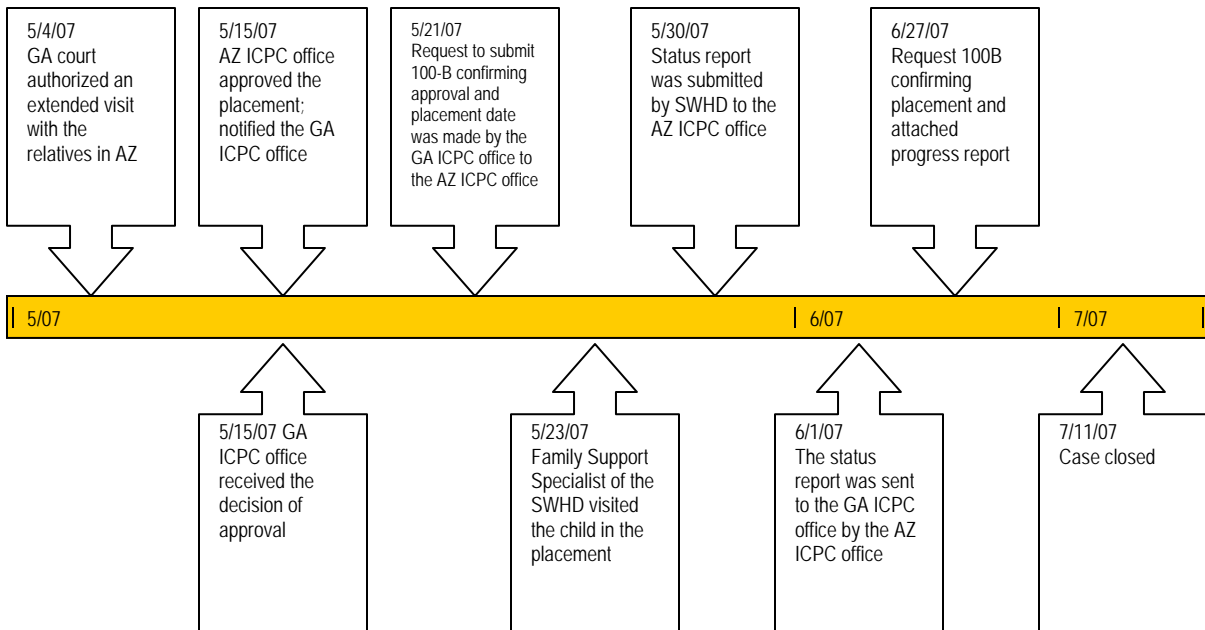 5/4/07
GA court
authorized an
extended visit
with the
relatives in AZ
5/15/07
AZ ICPC office
approved the
placement;
notified the GA
ICPC office
5/21/07
Request to submit
100-B confirming
approval and
placement date
was made by the
GA ICPC office to
the AZ ICPC office
5/30/07
Status report
was submitted
by SWHD to the
AZ ICPC office
6/27/07
Request 100B
confirming
placement and
attached
progress report
5/07
6/07
7/07
5/15/07 GA
ICPC office
received the
decision of
approval
5/23/07
Family Support
Specialist of the
SWHD visited
the child in the
placement
6/1/07
The status
report was sent
to the GA ICPC
office by the AZ
ICPC office
7/11/07
Case closed